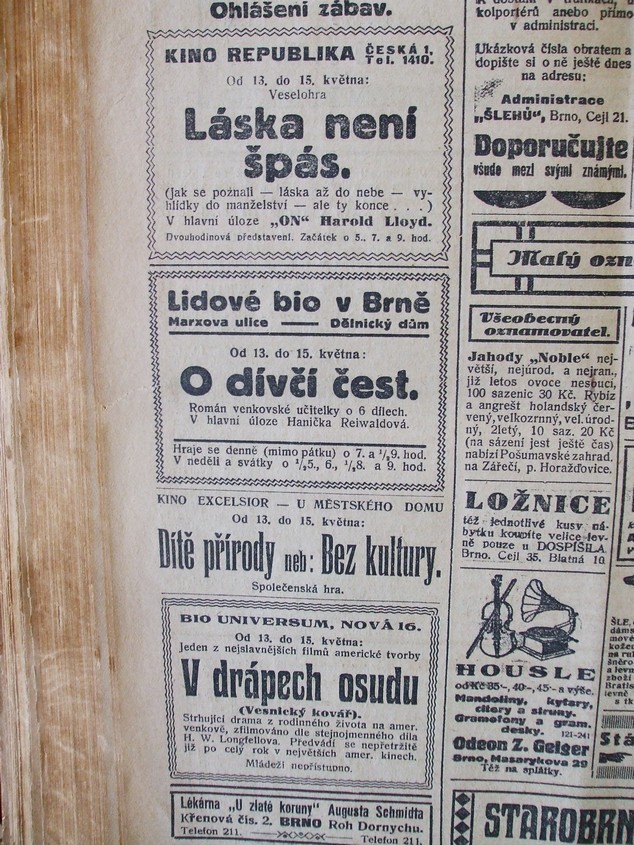 Ohlášení zábav.
KINO REPUBLIKA ČESKÁ 1,
Tel. 1410.
Od 13. do 15. května:
Veselohra
Láska není
špás.
(Jak se poznali — láska až do nebe — vy-
hlídky do manželství — ale ty konce . . .)
V hlavní úloze „ON" Harold Lloyd.
Dvouhodinová představení. Začátek o 5., 7. a 9. hod.
Lidové bio v Brně
Marxova ulice — Dělnický dům
Od 13. do 15. května:
O dívčí čest.
Román venkovské učitelky o 6 dílech.
V hlavní úloze Hanička Reiwaldová.
Hraje se denně (mimo pátku) o 7. a ½9. hod.
V neděli a svátky o ½5., 6., ½8. a 9. hod.
KINO EXCELSIOR — U MĚSTSKÉHO DOMU
Od 13. do 15. května:
Dítě přírody neb: Bez kultury.
Společenská hra.
BIO UNIVERSUM, NOVÁ 16.
Od 13. do 15. května:
Jeden z nejslavnějších filmů americké tvorby
V drápech osudu
(Vesnický kovář).
Strhující drama z rodinného života na amer.
venkově, zfilmováno dle stejnojmenného díla
H. W. Longfellova. Předvádí se nepřetržitě
již po celý rok v největších amer. kinech.
Mládeži nepřístupno.
Lékárna „U zlaté koruny" Augusta Schmidta
Křenová čís. 2. BRNO Roh Dornychu.
Telefon 211. Telefon 211.
kolportérů anebo přímo
v administraci.
Ukázková čísla obratem a
dopište si o ně ještě dnes
na adresu:
Administrace
„ŠLEHŮ", Brno, Cejl 21.
Doporučujte
všude mezi svými známými.
Malý ozn
Všeobecný
oznamovatel.
Jahody „Noble" nej-
větší, nejúrod. a nejran.,
již letos ovoce nesoucí,
100 sazenic 30 Kč. Rybíz
a angrešt holandský čer-
vený, velkozrnný, vel. úrod-
ný, 2letý, 10 saz. 20 Kč
(na sázení jest ještě čas)
nabízí Pošumavské zahrad.
na Zářečí, p. Horažďovice.
LOŽNICE
též jednotlivé kusy ná-
bytku koupíte velice lev-
ně pouze u DOSPÍŠILA
Brno, Cejl 35, Blatná 10
HOUSLE
od Kč 35·-, 40·-, 45·- a výše.
Mandoliny, kytary,
citery a struny.
Gramofony a gram.
desky. 121-241
Odeon Z. Geiger
Brno, Masarykova 29
Též na splátky.
STAROBRN